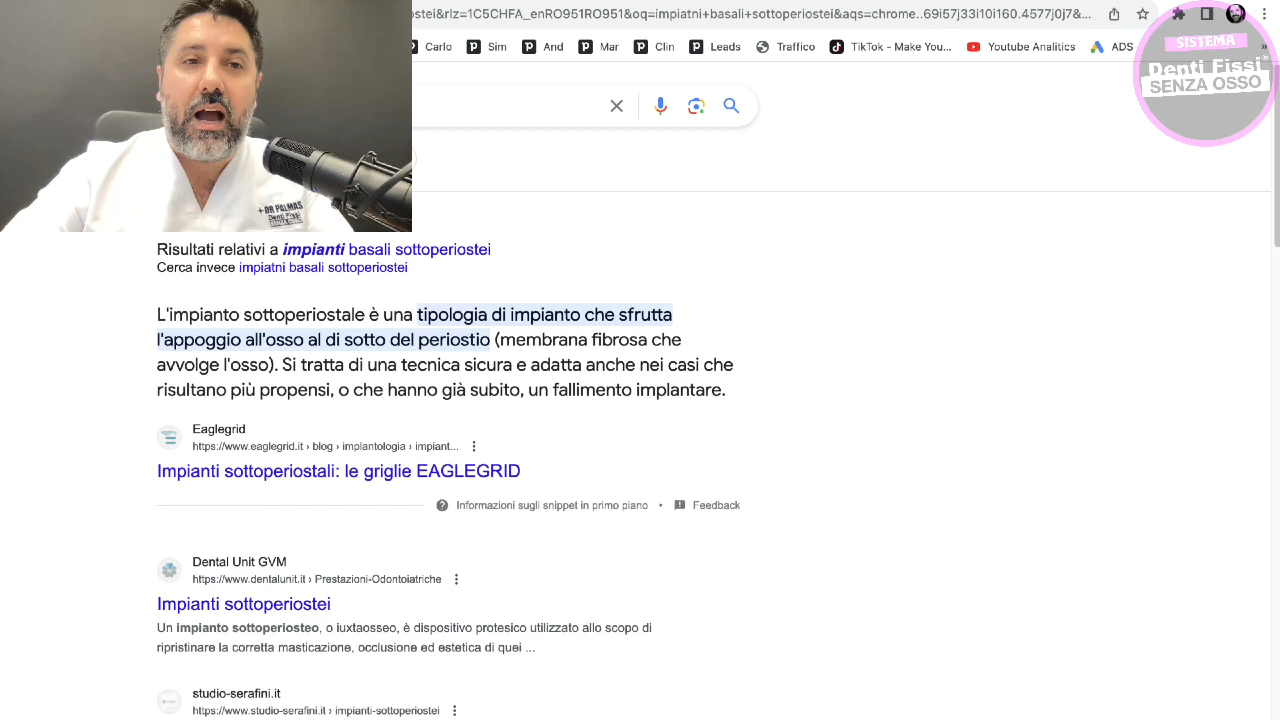 ostei&rlz=1C5CHFA_enRO951RO951&oq=impiatni+basali+sottoperiostei&aqs=chrome..69i57j33i10i160.4577j0j7&...
Carlo
Sim
And
Mar
Clin
Leads
Traffico
TikTok - Make You...
Youtube Analitics
ADS
»
SISTEMA
Denti Fissi®
SENZA OSSO
DR PALMAS
Denti Fissi
SENZA OSSO
Risultati relativi a impianti basali sottoperiostei
Cerca invece impiatni basali sottoperiostei
L'impianto sottoperiostale è una tipologia di impianto che sfrutta
l'appoggio all'osso al di sotto del periostio (membrana fibrosa che
avvolge l'osso). Si tratta di una tecnica sicura e adatta anche nei casi che
risultano più propensi, o che hanno già subito, un fallimento implantare.
Eaglegrid
https://www.eaglegrid.it › blog › implantologia › impiant...
Impianti sottoperiostali: le griglie EAGLEGRID
Informazioni sugli snippet in primo piano • Feedback
Dental Unit GVM
https://www.dentalunit.it › Prestazioni-Odontoiatriche
Impianti sottoperiostei
Un impianto sottoperiosteo, o iuxtaosseo, è dispositivo protesico utilizzato allo scopo di
ripristinare la corretta masticazione, occlusione ed estetica di quei ...
studio-serafini.it
https://www.studio-serafini.it › impianti-sottoperiostei